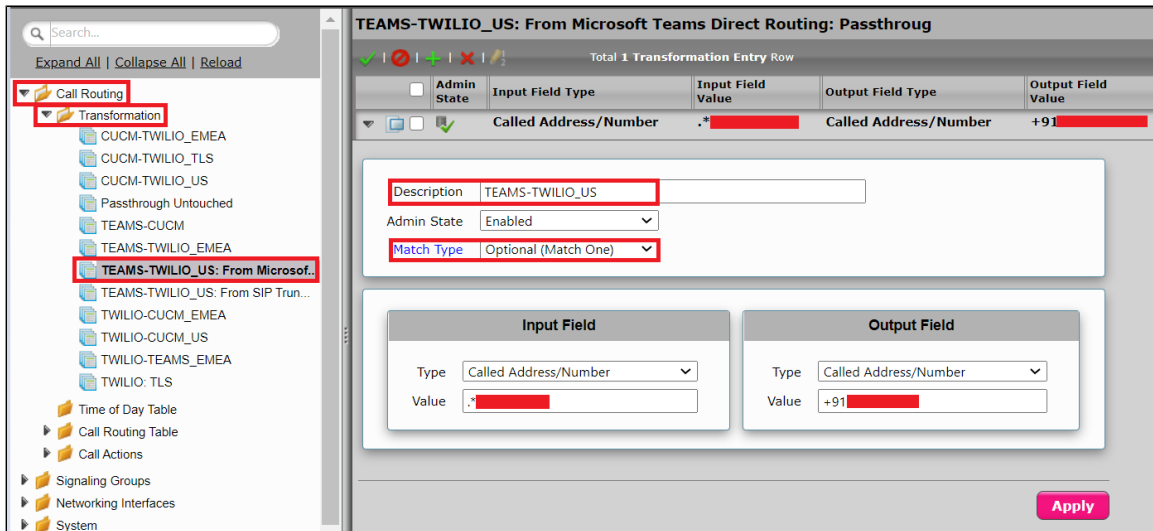 Search...
Expand All | Collapse All | Reload
Call Routing
Transformation
CUCM-TWILIO_EMEA
CUCM-TWILIO_TLS
CUCM-TWILIO_US
Passthrough Untouched
TEAMS-CUCM
TEAMS-TWILIO_EMEA
TEAMS-TWILIO_US: From Microsof..
TEAMS-TWILIO_US: From SIP Trun...
TWILIO-CUCM_EMEA
TWILIO-CUCM_US
TWILIO-TEAMS_EMEA
TWILIO: TLS
Time of Day Table
Call Routing Table
Call Actions
Signaling Groups
Networking Interfaces
System
TEAMS-TWILIO_US: From Microsoft Teams Direct Routing: Passthroug
Total 1 Transformation Entry Row
Admin State Input Field Type Input Field Value Output Field Type Output Field Value
Called Address/Number .* Called Address/Number +91
Description TEAMS-TWILIO_US
Admin State Enabled
Match Type Optional (Match One)
Input Field
Type Called Address/Number
Value .*
Output Field
Type Called Address/Number
Value +91
Apply